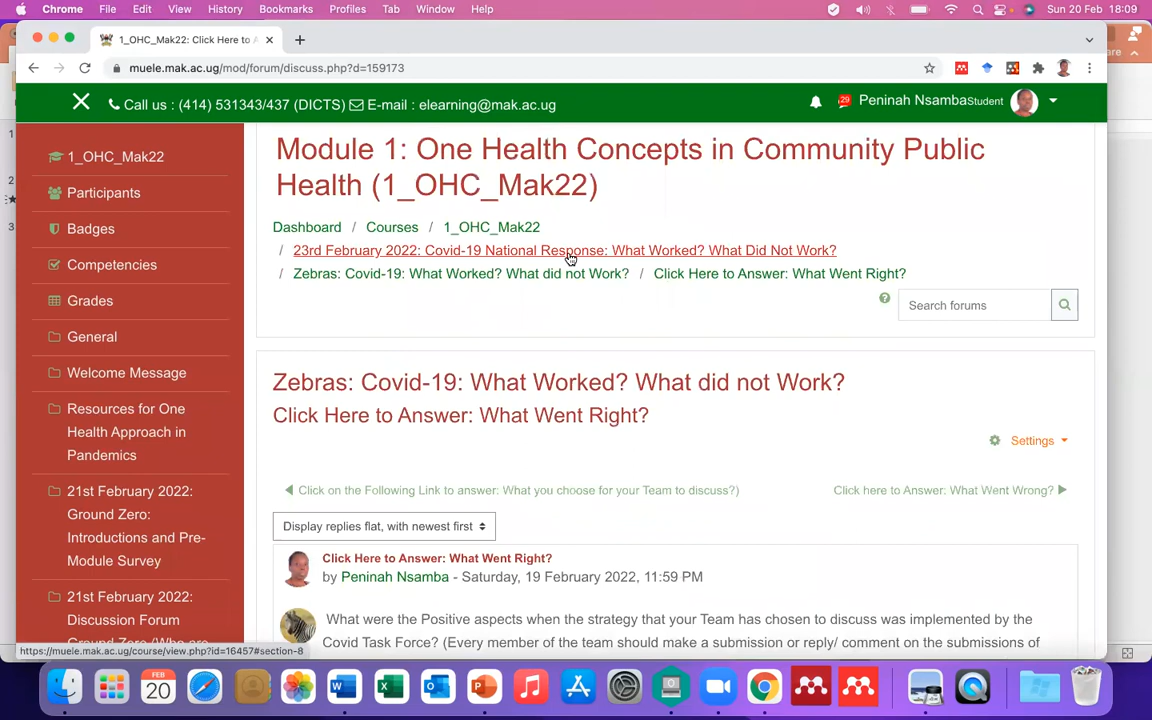 Chrome File Edit View History Bookmarks Profiles Tab Window Help Sun 20 Feb 18:09
1_OHC_Mak22: Click Here to A
muele.mak.ac.ug/mod/forum/discuss.php?d=159173
Call us : (414) 531343/437 (DICTS) E-mail : elearning@mak.ac.ug 29 Peninah NsambaStudent
1_OHC_Mak22
Participants
Badges
Competencies
Grades
General
Welcome Message
Resources for One
Health Approach in
Pandemics
21st February 2022:
Ground Zero:
Introductions and Pre-
Module Survey
21st February 2022:
Discussion Forum
Ground Zero (Who are
Module 1: One Health Concepts in Community Public
Health (1_OHC_Mak22)
Dashboard / Courses / 1_OHC_Mak22
/ 23rd February 2022: Covid-19 National Response: What Worked? What Did Not Work?
/ Zebras: Covid-19: What Worked? What did not Work? / Click Here to Answer: What Went Right?
Search forums
Zebras: Covid-19: What Worked? What did not Work?
Click Here to Answer: What Went Right?
Settings
Click on the Following Link to answer: What you choose for your Team to discuss?)
Click here to Answer: What Went Wrong?
Display replies flat, with newest first
Click Here to Answer: What Went Right?
by Peninah Nsamba - Saturday, 19 February 2022, 11:59 PM
What were the Positive aspects when the strategy that your Team has chosen to discuss was implemented by the
Covid Task Force? (Every member of the team should make a submission or reply/ comment on the submissions of
https://muele.mak.ac.ug/course/view.php?id=16457#section-8
1
2
3
are
FEB
20